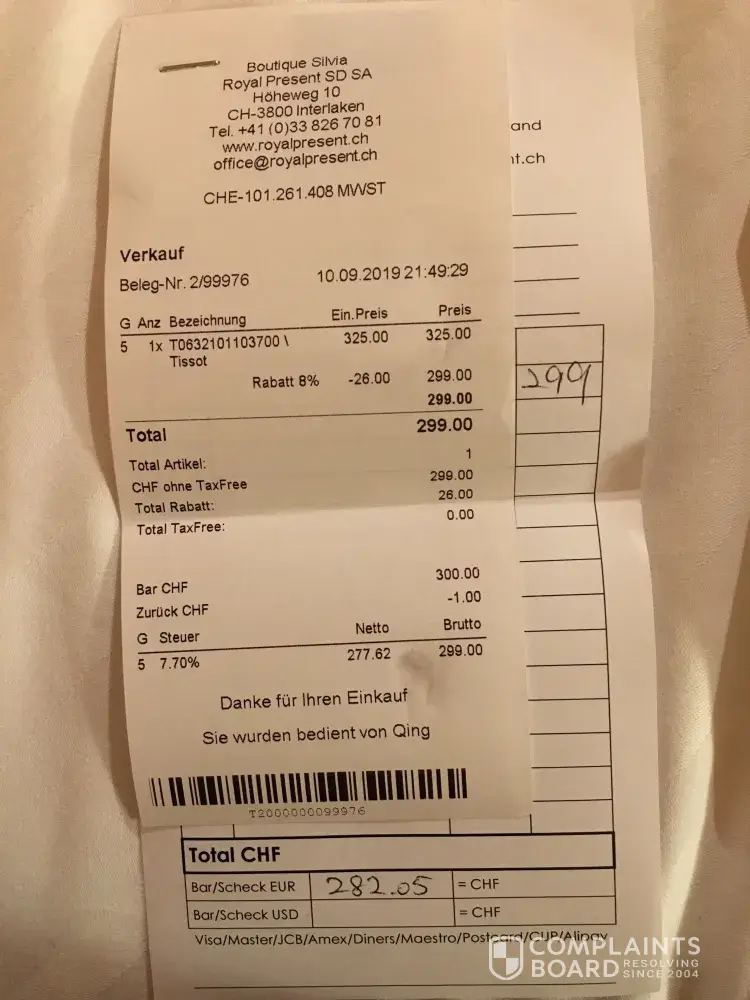 Boutique Silvia
Royal Present SD SA
Höheweg 10
CH-3800 Interlaken
Tel. +41 (0)33 826 70 81
www.royalpresent.ch
office@royalpresent.ch
CHE-101.261.408 MWST
and
t.ch
Verkauf
Beleg-Nr. 2/99976 10.09.2019 21:49:29
G Anz Bezeichnung Ein.Preis Preis
5 1x T0632101103700 \ 325.00 325.00
Tissot
Rabatt 8% -26.00 299.00
299.00
299
Total 299.00
Total Artikel: 1
CHF ohne TaxFree 299.00
Total Rabatt: 26.00
Total TaxFree: 0.00
Bar CHF 300.00
Zurück CHF -1.00
G Steuer Netto Brutto
5 7.70% 277.62 299.00
Danke für Ihren Einkauf
Sie wurden bedient von Qing
T2000000099976
Total CHF
Bar/Scheck EUR 282.05 = CHF
Bar/Scheck USD = CHF
Visa/Master/JCB/Amex/Diners/Maestro/Postcard/CUP/Alipay
COMPLAINTS
BOARD RESOLVING
SINCE 2004